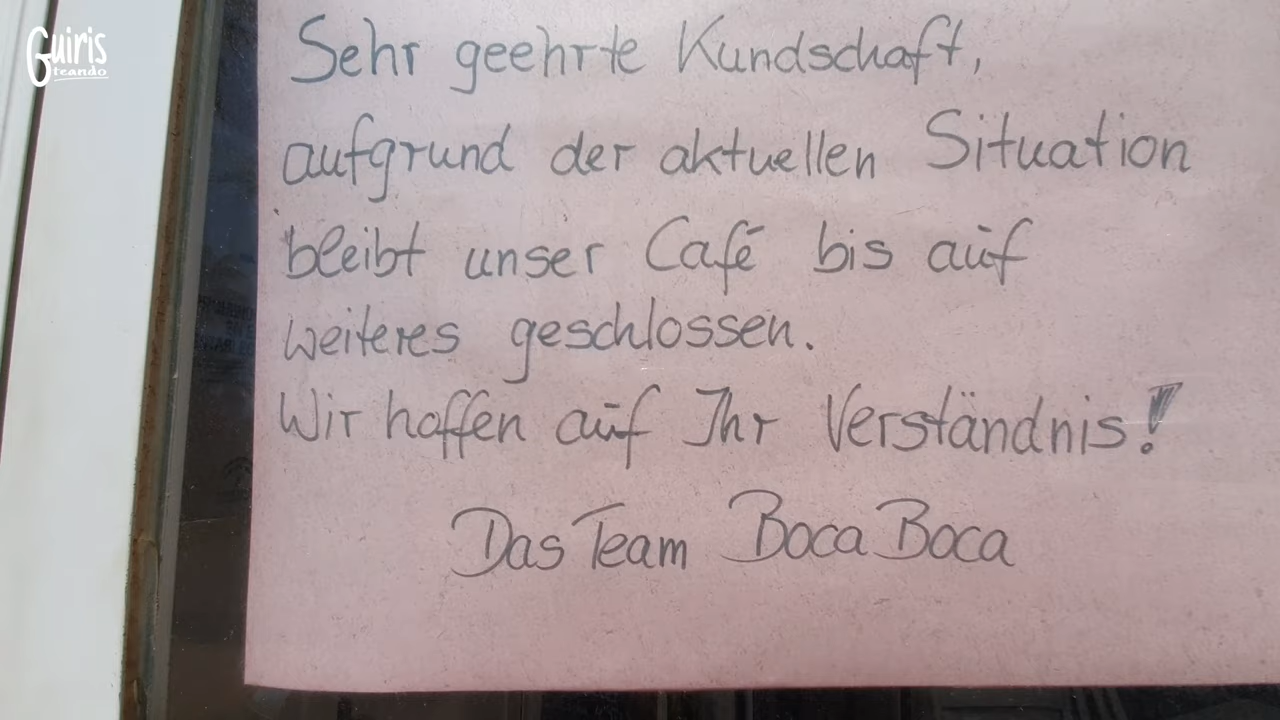 Guiris
teando
Sehr geehrte Kundschaft,
aufgrund der aktuellen Situation
bleibt unser Café bis auf
weiteres geschlossen.
Wir hoffen auf Ihr Verständnis!
Das Team Boca Boca